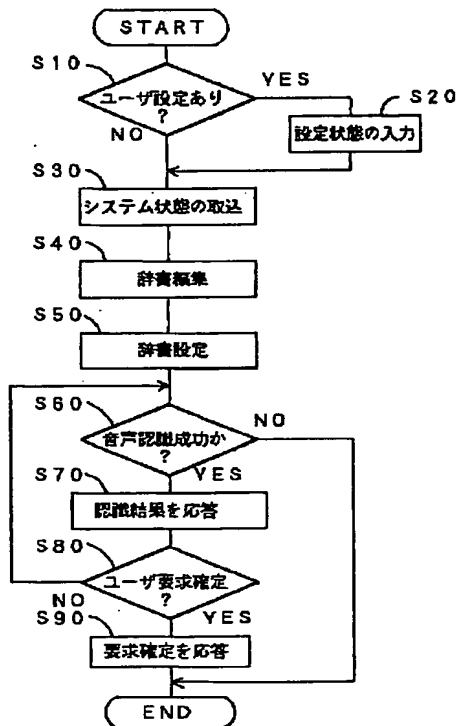 START
S10
ユーザ設定あり
?
YES
S20
設定状態の入力
NO
S30
システム状態の取込
S40
辞書編集
S50
辞書設定
S60
音声認識成功か
?
NO
YES
S70
認識結果を応答
S80
ユーザ要求確定
?
NO
YES
S90
要求確定を応答
END